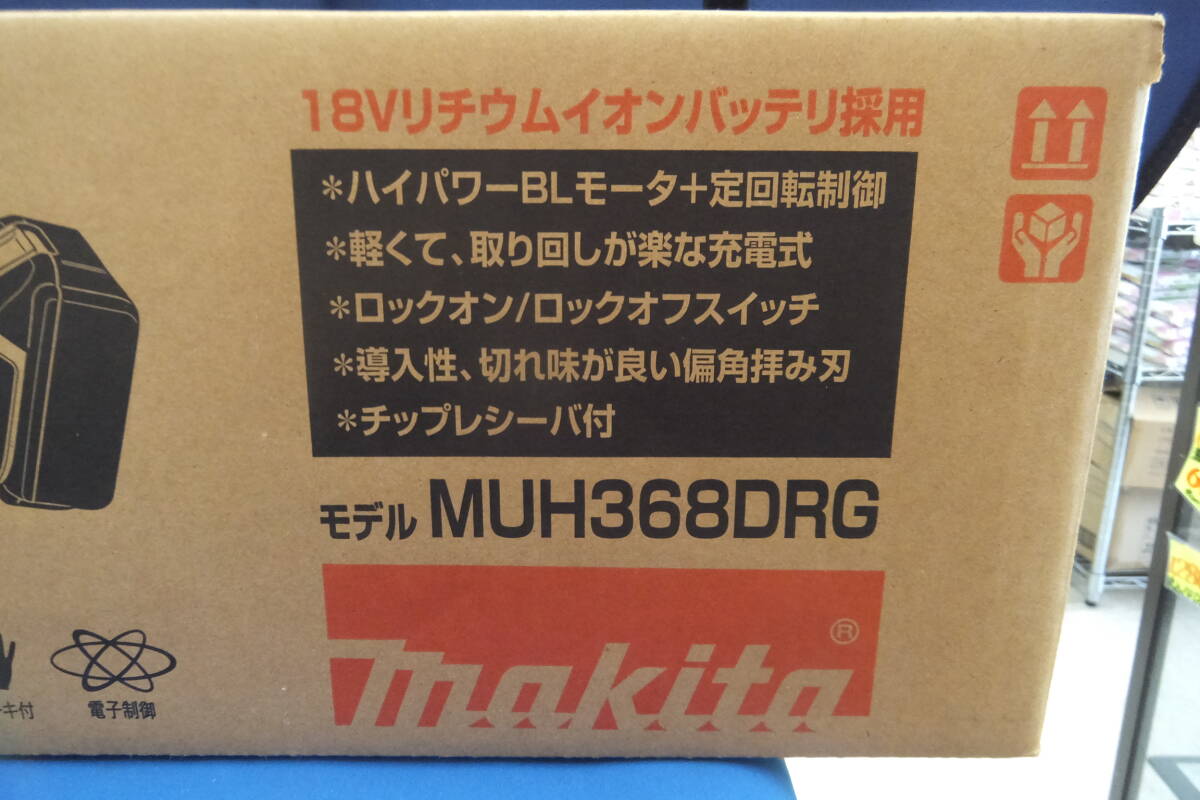 18Vリチウムイオンバッテリ採用
*ハイパワーBLモータ+定回転制御
*軽くて、取り回しが楽な充電式
*ロックオン/ロックオフスイッチ
*導入性、切れ味が良い偏角拝み刃
*チップレシーバ付
モデル MUH368DRG
makita®
キ付
電子制御